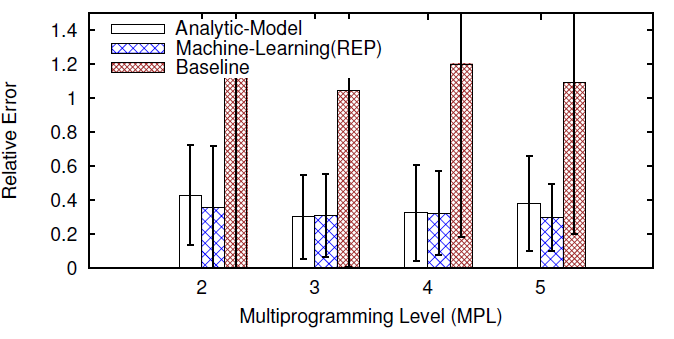 1.4
1.2
1
0.8
0.6
0.4
0.2
0
Relative Error
Analytic-Model
Machine-Learning(REP)
Baseline
2 3 4 5
Multiprogramming Level (MPL)